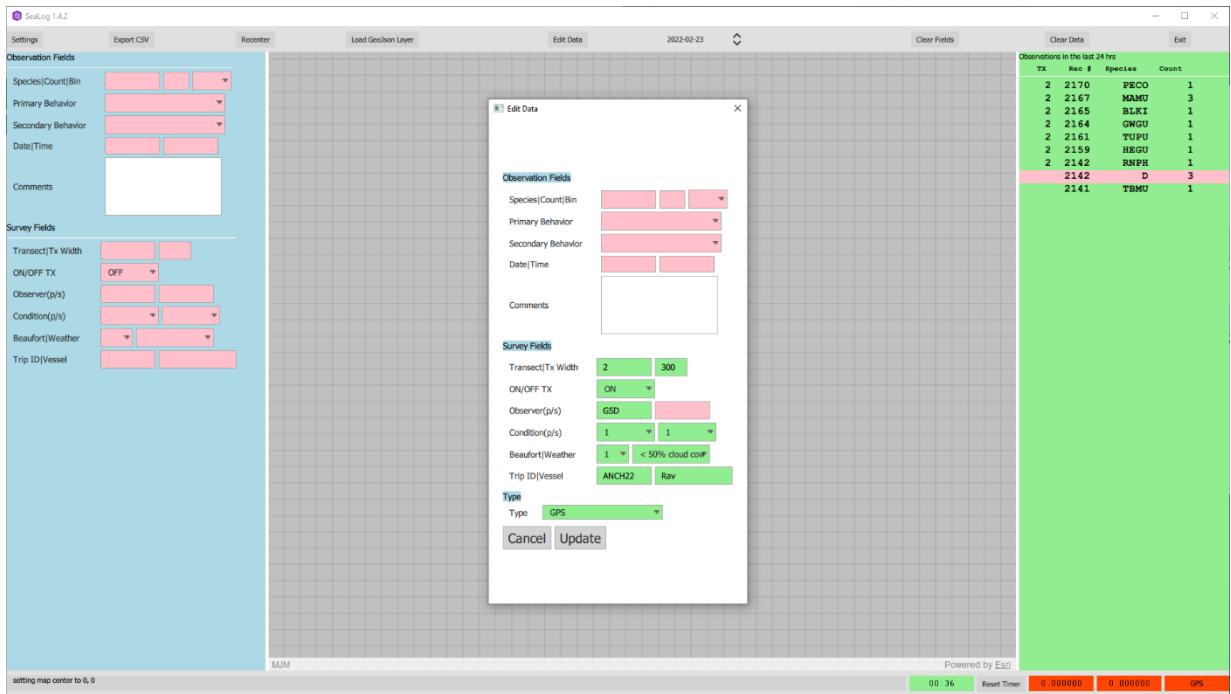 SeaLog 1.4.2
Settings Export CSV Recenter Load GeoJson Layer Edit Data 2022-02-23 Clear Fields Clear Data Exit
Observation Fields
Species|Count|Bin
Primary Behavior
Secondary Behavior
Date|Time
Comments
Survey Fields
Transect|Tx Width
ON/OFF TX OFF
Observer(p/s)
Condition(p/s)
Beaufort|Weather
Trip ID|Vessel
Edit Data
Observation Fields
Species|Count|Bin
Primary Behavior
Secondary Behavior
Date|Time
Comments
Survey Fields
Transect|Tx Width 2 300
ON/OFF TX ON
Observer(p/s) GSD
Condition(p/s) 1 1
Beaufort|Weather 1 < 50% cloud cov
Trip ID|Vessel ANCH22 Rav
Type
Type GPS
Cancel Update
Observations in the last 24 hrs
TX Rec # Species Count
2 2170 PECO 1
2 2167 MAMU 3
2 2165 BLKI 1
2 2164 GWGU 1
2 2161 TUPU 1
2 2159 HEGU 1
2 2142 RNPH 1
2142 D 3
2141 TBMU 1
MJM Powered by Esri
setting map center to 0, 0 00:36 Reset Timer 0.000000 0.000000 GPS